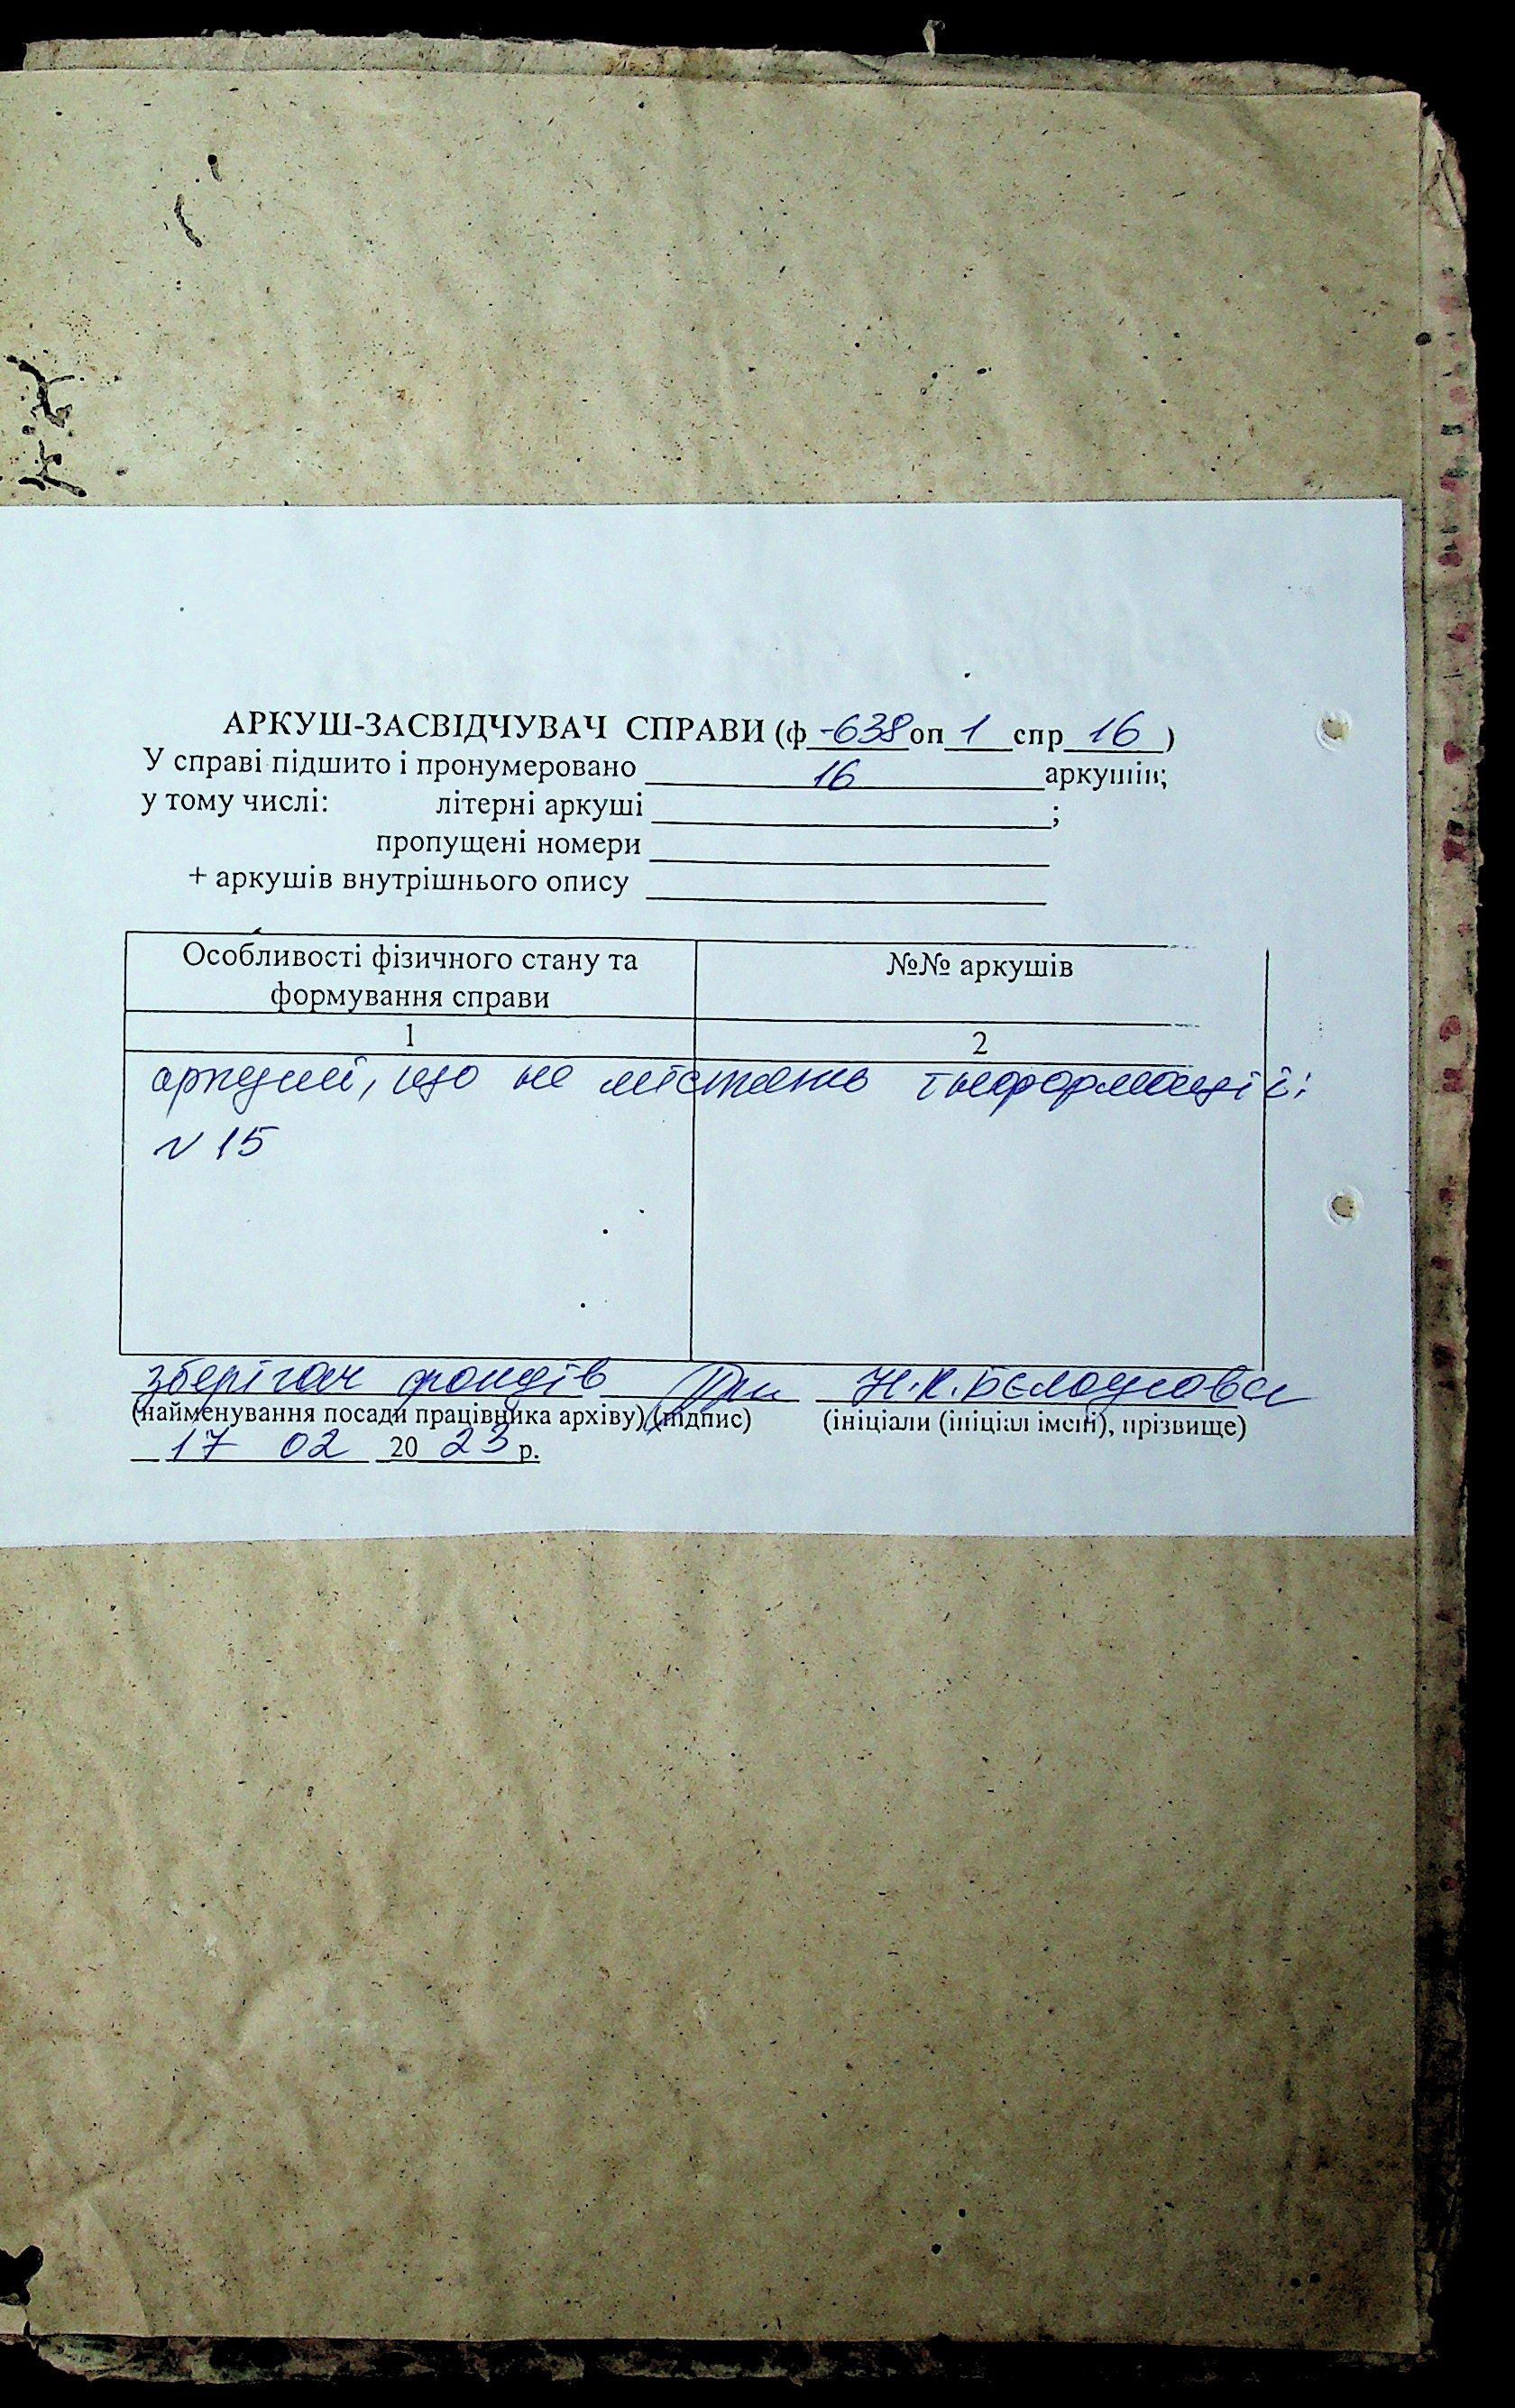 АРКУШ-ЗАСВІДЧУВАЧ СПРАВИ (ф -638 оп 1 спр 16 )
У справі підшито і пронумеровано 16 аркушів;
у тому числі: літерні аркуші ;
пропущені номери
+ аркушів внутрішнього опису
Особливості фізичного стану та №№ аркушів
формування справи
1 2
аркуші, що не містять інформації:
№ 15
зберігач фондів Н.К.
(найменування посади працівника архіву) (підпис) (ініціали (ініціал імені), прізвище)
17 02 2023 р.